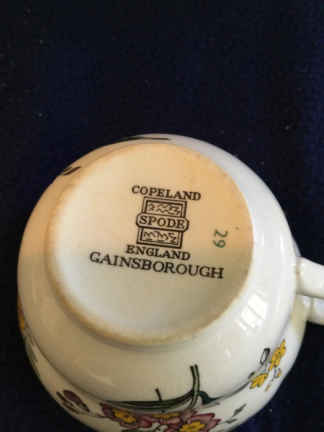 COPELAND
SPODE
ENGLAND
GAINSBOROUGH
29